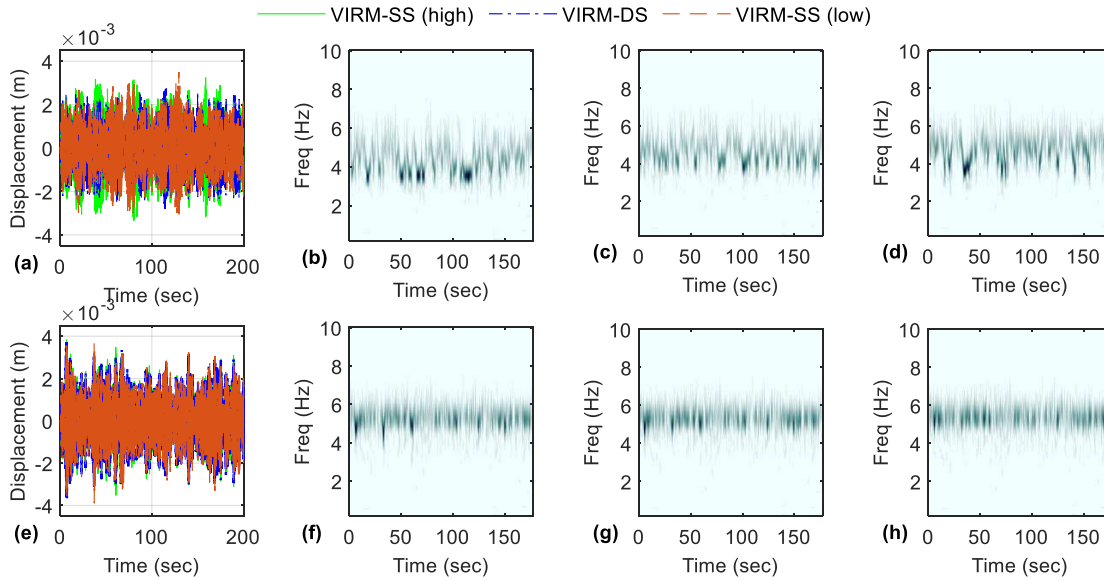 VIRM-SS (high) VIRM-DS VIRM-SS (low)
×10⁻³
4
2
0
-2
-4
Displacement (m)
0 100 200
Time (sec)
(a)
10
8
6
4
2
Freq (Hz)
0 50 100 150
Time (sec)
(b)
10
8
6
4
2
Freq (Hz)
0 50 100 150
Time (sec)
(c)
10
8
6
4
2
Freq (Hz)
0 50 100 150
Time (sec)
(d)
×10⁻³
4
2
0
-2
-4
Displacement (m)
0 100 200
Time (sec)
(e)
10
8
6
4
2
Freq (Hz)
0 50 100 150
Time (sec)
(f)
10
8
6
4
2
Freq (Hz)
0 50 100 150
Time (sec)
(g)
10
8
6
4
2
Freq (Hz)
0 50 100 150
Time (sec)
(h)